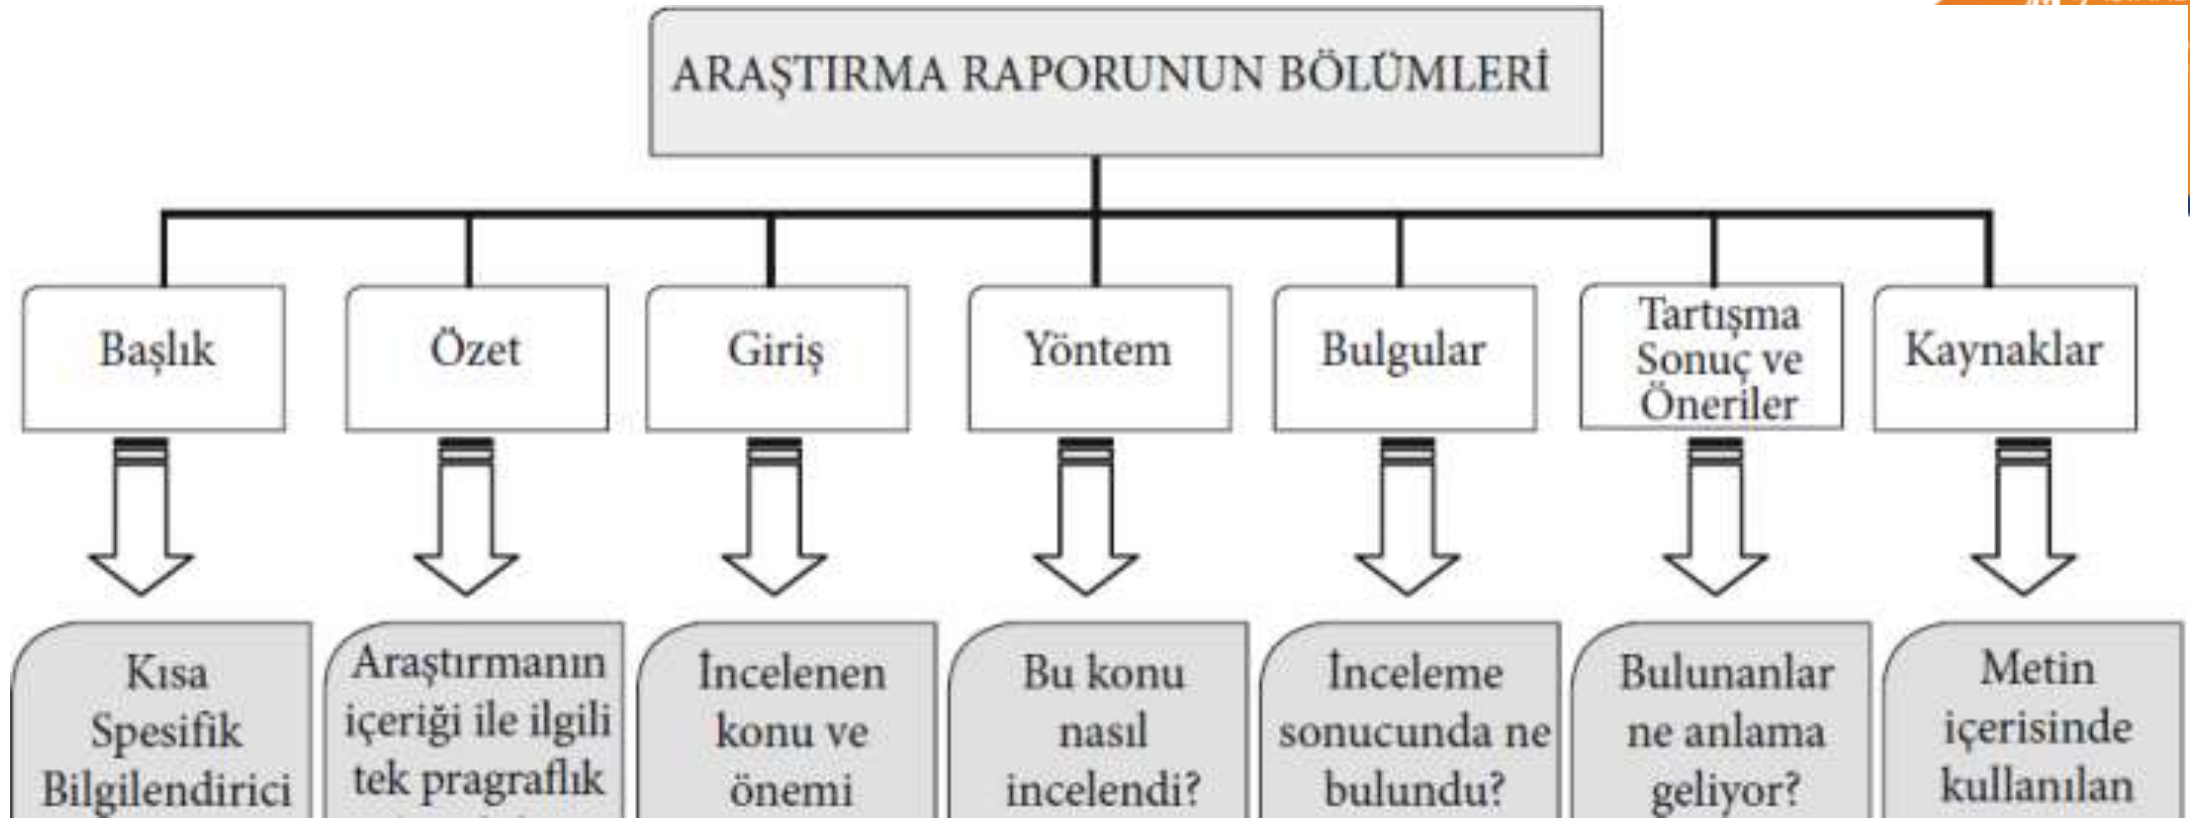 ARAŞTIRMA RAPORUNUN BÖLÜMLERİ
Başlık
Özet
Giriş
Yöntem
Bulgular
Tartışma
Sonuç ve
Öneriler
Kaynaklar
Kısa
Spesifik
Bilgilendirici
Araştırmanın
içeriği ile ilgili
tek pragraflık
İncelenen
konu ve
önemi
Bu konu
nasıl
incelendi?
İnceleme
sonucunda ne
bulundu?
Bulunanlar
ne anlama
geliyor?
Metin
içerisinde
kullanılan